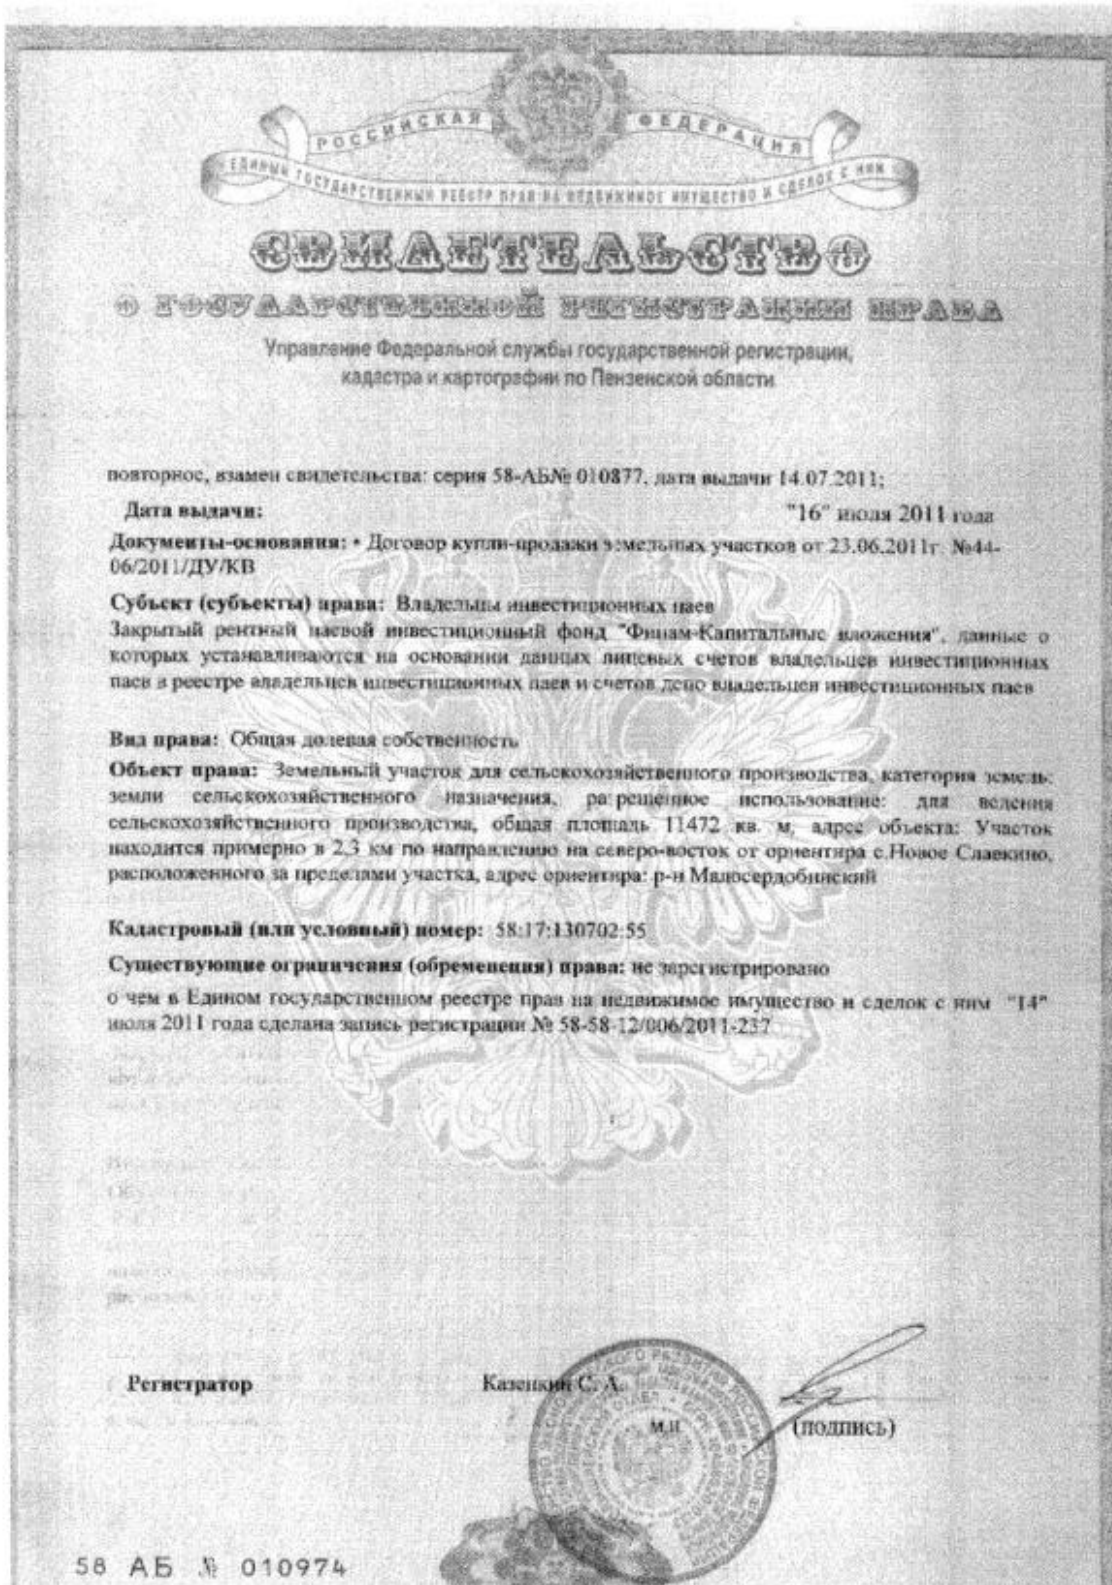 РОССИЙСКАЯ ФЕДЕРАЦИЯ
ЕДИНЫЙ ГОСУДАРСТВЕННЫЙ РЕЕСТР ПРАВ НА НЕДВИЖИМОЕ ИМУЩЕСТВО И СДЕЛОК С НИМ
СВИДЕТЕЛЬСТВО
О ГОСУДАРСТВЕННОЙ РЕГИСТРАЦИИ ПРАВА
Управление Федеральной службы государственной регистрации,
кадастра и картографии по Пензенской области
повторное, взамен свидетельства: серия 58-АБ№ 010877, дата выдачи 14.07.2011;
Дата выдачи: "16" июля 2011 года
Документы-основания: • Договор купли-продажи земельных участков от 23.06.2011г. №44-
06/2011/ДУ/КВ
Субъект (субъекты) права: Владельцы инвестиционных паев
Закрытый рентный паевой инвестиционный фонд "Финам-Капитальные вложения", данные о
которых устанавливаются на основании данных лицевых счетов владельцев инвестиционных
паев в реестре владельцев инвестиционных паев и счетов депо владельцев инвестиционных паев
Вид права: Общая долевая собственность
Объект права: Земельный участок для сельскохозяйственного производства, категория земель:
земли сельскохозяйственного назначения, разрешенное использование: для ведения
сельскохозяйственного производства, общая площадь 11472 кв. м, адрес объекта: Участок
находится примерно в 2,3 км по направлению на северо-восток от ориентира с.Новое Славкино,
расположенного за пределами участка, адрес ориентира: р-н Малосердобинский
Кадастровый (или условный) номер: 58:17:130702:55
Существующие ограничения (обременения) права: не зарегистрировано
о чем в Едином государственном реестре прав на недвижимое имущество и сделок с ним "14"
июля 2011 года сделана запись регистрации № 58-58-12/006/2011-237
Регистратор Казенкин С. А.
м.п. (подпись)
58 АБ № 010974